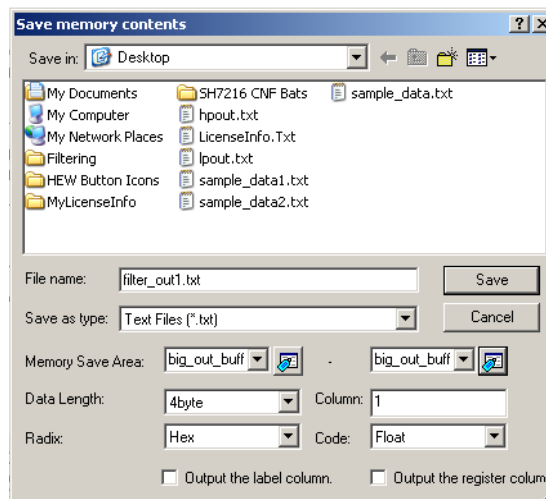 Save memory contents
Save in: Desktop
My Documents SH7216 CNF Bats sample_data.txt
My Computer hpout.txt
My Network Places LicenseInfo.Txt
Filtering lpout.txt
HEW Button Icons sample_data1.txt
MyLicenseInfo sample_data2.txt
File name: filter_out1.txt Save
Save as type: Text Files (*.txt) Cancel
Memory Save Area: big_out_buff - big_out_buff
Data Length: 4byte Column: 1
Radix: Hex Code: Float
Output the label column. Output the register colum